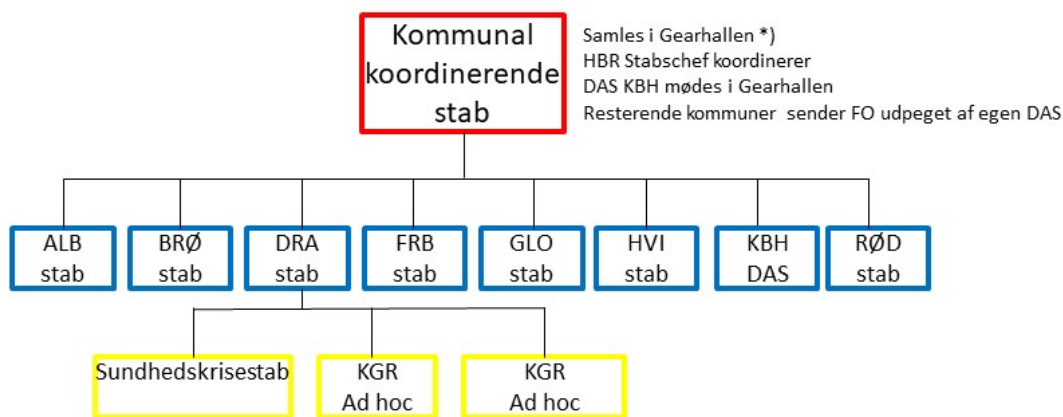 Kommunal
koordinerende
stab
Samles i Gearhallen *)
HBR Stabschef koordinerer
DAS KBH mødes i Gearhallen
Resterende kommuner sender FO udpeget af egen DAS
ALB
stab
BRØ
stab
DRA
stab
FRB
stab
GLO
stab
HVI
stab
KBH
DAS
RØD
stab
Sundhedskrisestab
KGR
Ad hoc
KGR
Ad hoc